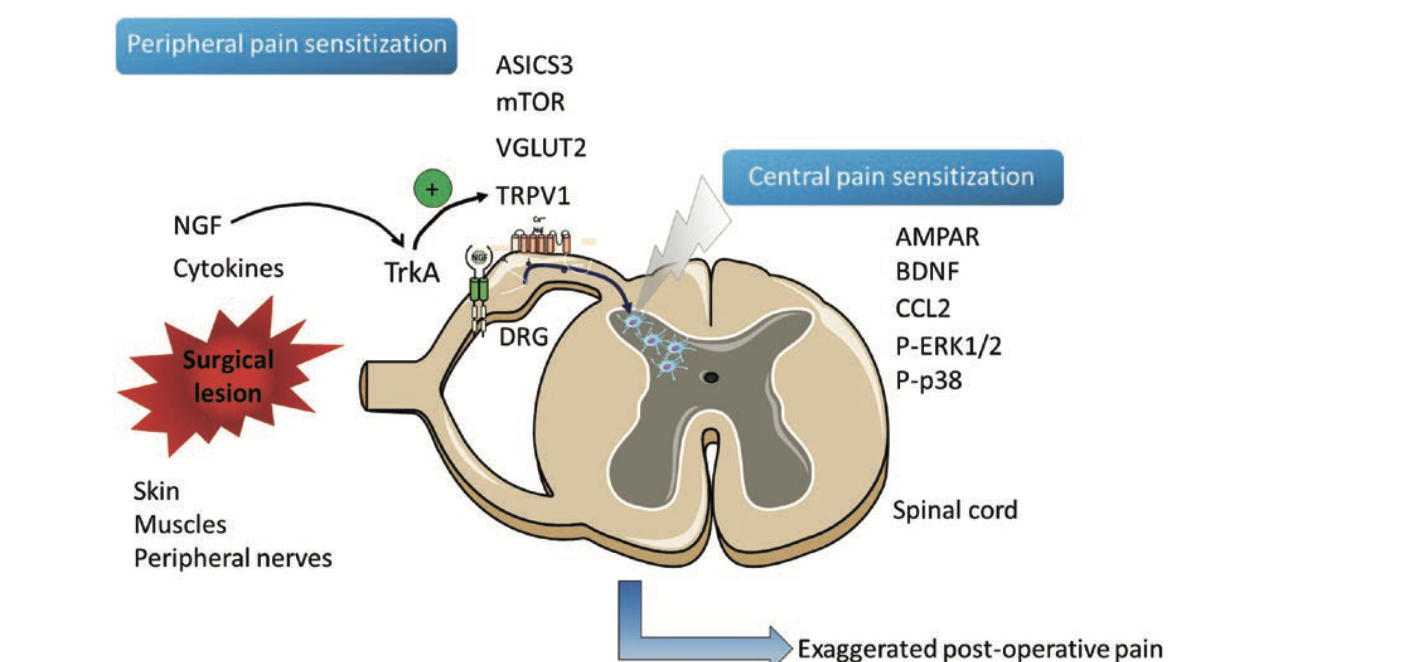 Peripheral pain sensitization
ASICS3
mTOR
VGLUT2
TRPV1
+
NGF
Cytokines
TrkA
NGF
DRG
Surgical
lesion
Skin
Muscles
Peripheral nerves
Central pain sensitization
AMPAR
BDNF
CCL2
P-ERK1/2
P-p38
Spinal cord
Exaggerated post-operative pain